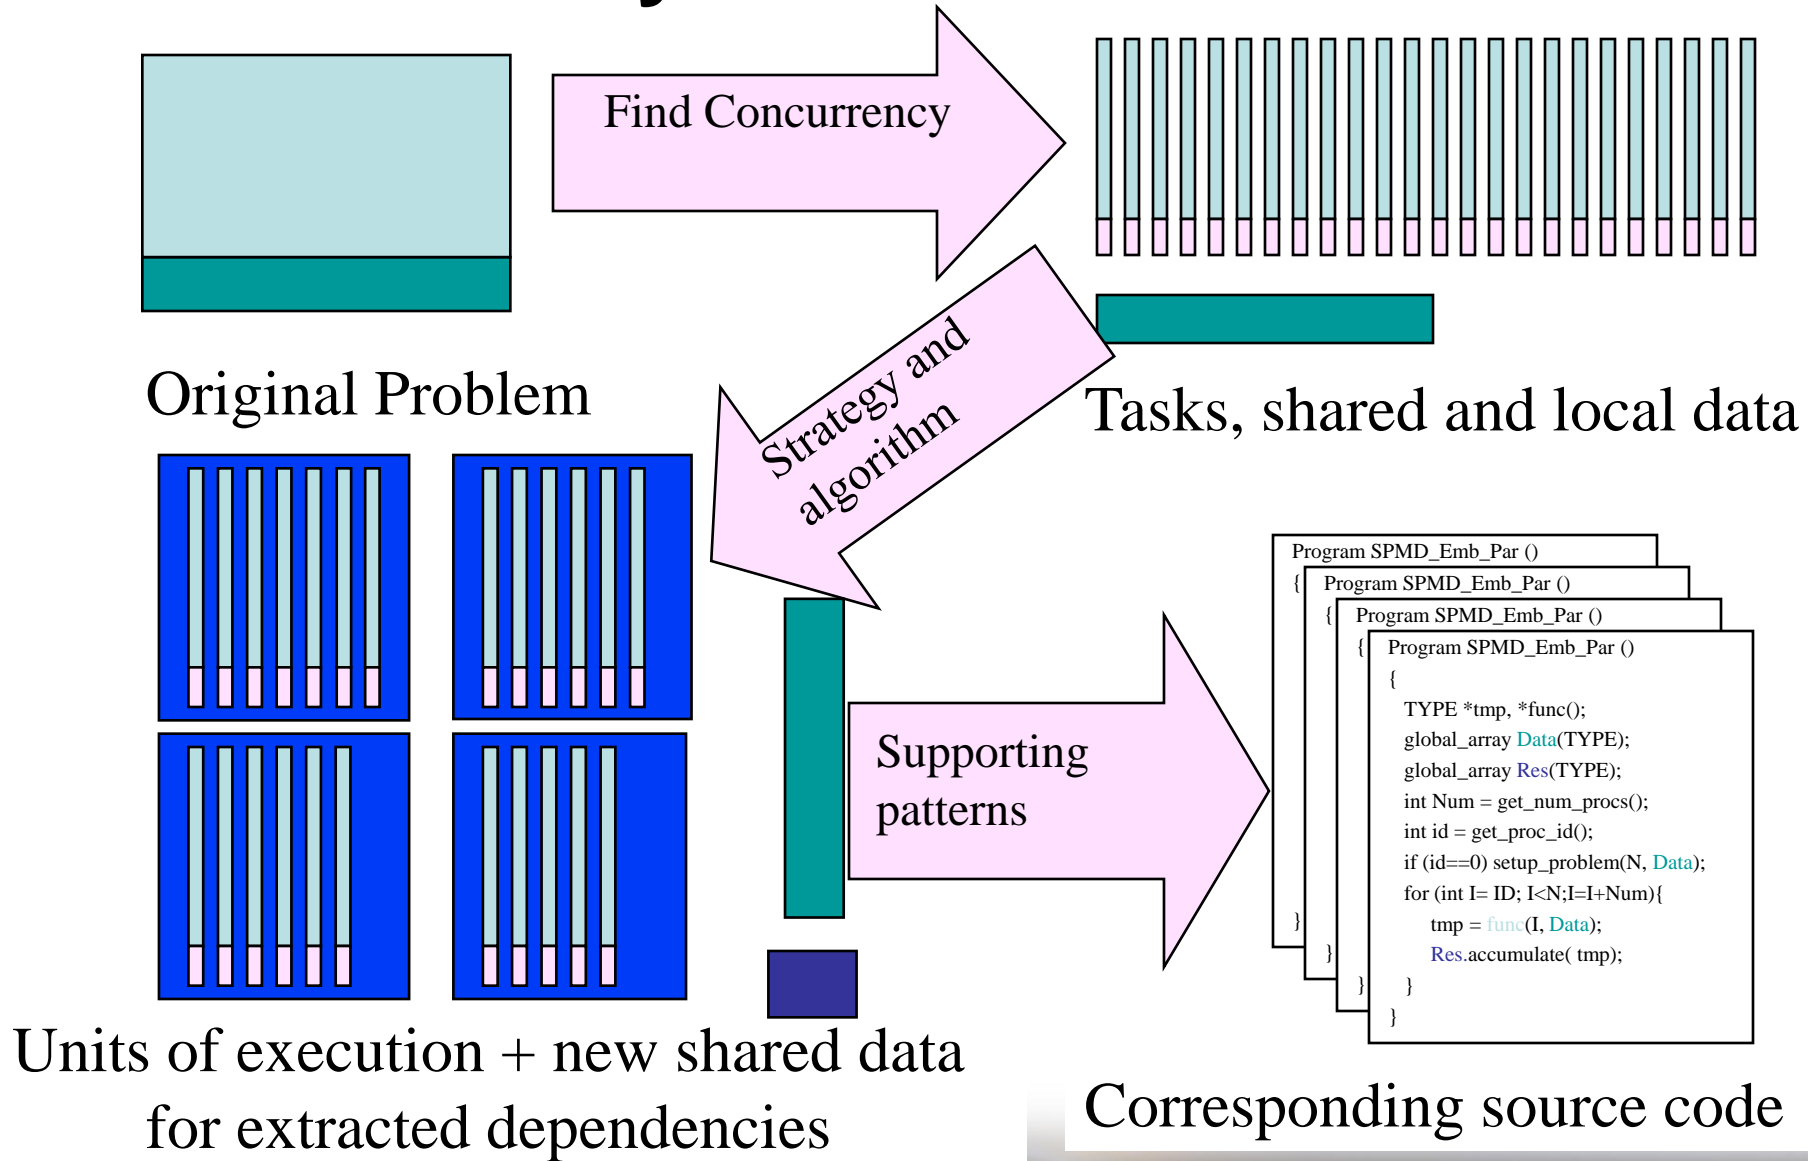 Find Concurrency
Original Problem
Tasks, shared and local data
Strategy and
algorithm
Units of execution + new shared data
for extracted dependencies
Supporting
patterns
Program SPMD_Emb_Par ()
{
}
Program SPMD_Emb_Par ()
{
}
Program SPMD_Emb_Par ()
{
}
Program SPMD_Emb_Par ()
{
TYPE *tmp, *func();
global_array Data(TYPE);
global_array Res(TYPE);
int Num = get_num_procs();
int id = get_proc_id();
if (id==0) setup_problem(N, Data);
for (int I= ID; I<N;I=I+Num){
tmp = func(I, Data);
Res.accumulate( tmp);
}
}
Corresponding source code